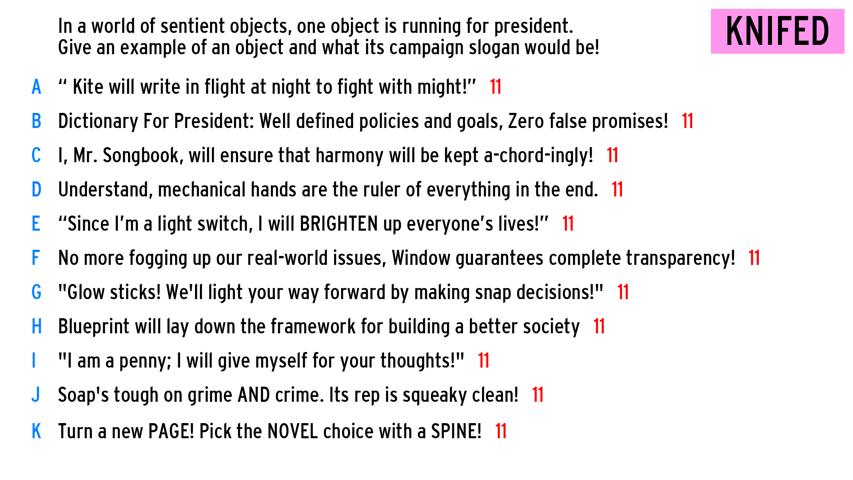 In a world of sentient objects, one object is running for president.
Give an example of an object and what its campaign slogan would be!
KNIFED
A “ Kite will write in flight at night to fight with might!” 11
B Dictionary For President: Well defined policies and goals, Zero false promises! 11
C I, Mr. Songbook, will ensure that harmony will be kept a-chord-ingly! 11
D Understand, mechanical hands are the ruler of everything in the end. 11
E “Since I’m a light switch, I will BRIGHTEN up everyone’s lives!” 11
F No more fogging up our real-world issues, Window guarantees complete transparency! 11
G "Glow sticks! We'll light your way forward by making snap decisions!" 11
H Blueprint will lay down the framework for building a better society 11
I "I am a penny; I will give myself for your thoughts!" 11
J Soap's tough on grime AND crime. Its rep is squeaky clean! 11
K Turn a new PAGE! Pick the NOVEL choice with a SPINE! 11